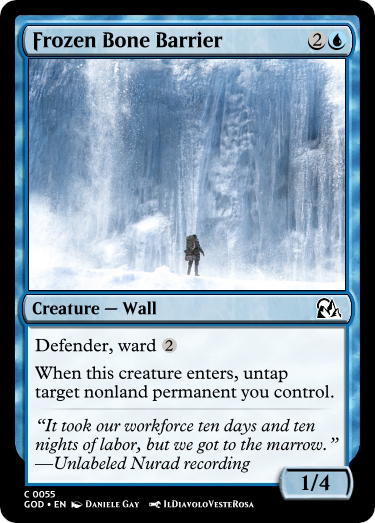 Frozen Bone Barrier 2
Creature — Wall
Defender, ward 2
When this creature enters, untap
target nonland permanent you control.
“It took our workforce ten days and ten
nights of labor, but we got to the marrow.”
—Unlabeled Nurad recording
1/4
C 0055
GOD • EN Daniele Gay IlDiavoloVesteRosa